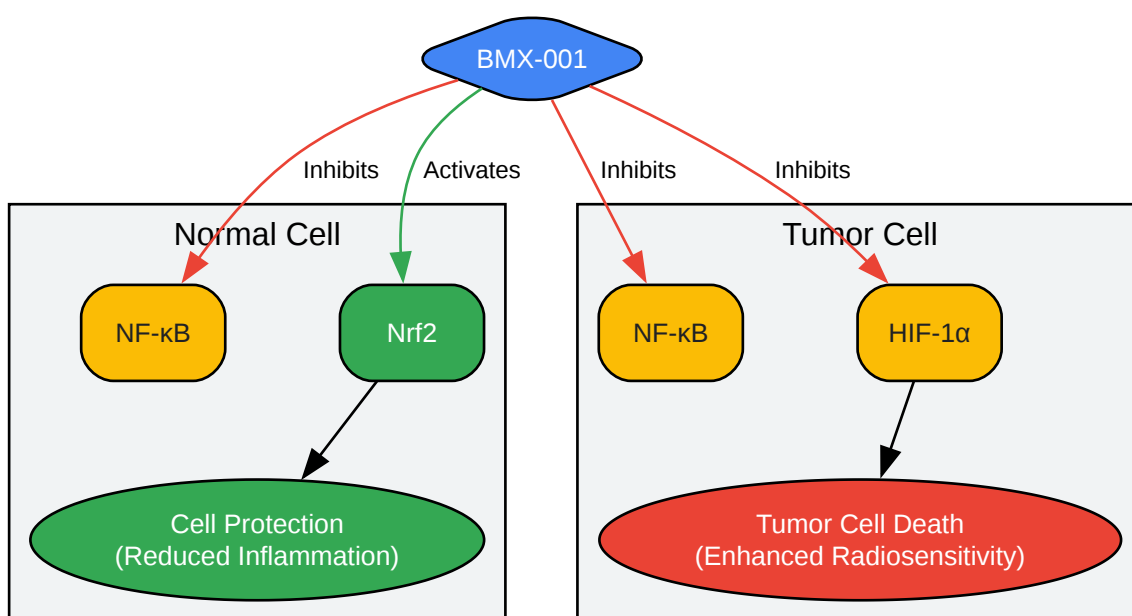 BMX-001
Inhibits
Activates
Inhibits
Inhibits
Normal Cell
Tumor Cell
NF-κB
Nrf2
NF-κB
HIF-1α
Cell Protection
(Reduced Inflammation)
Tumor Cell Death
(Enhanced Radiosensitivity)